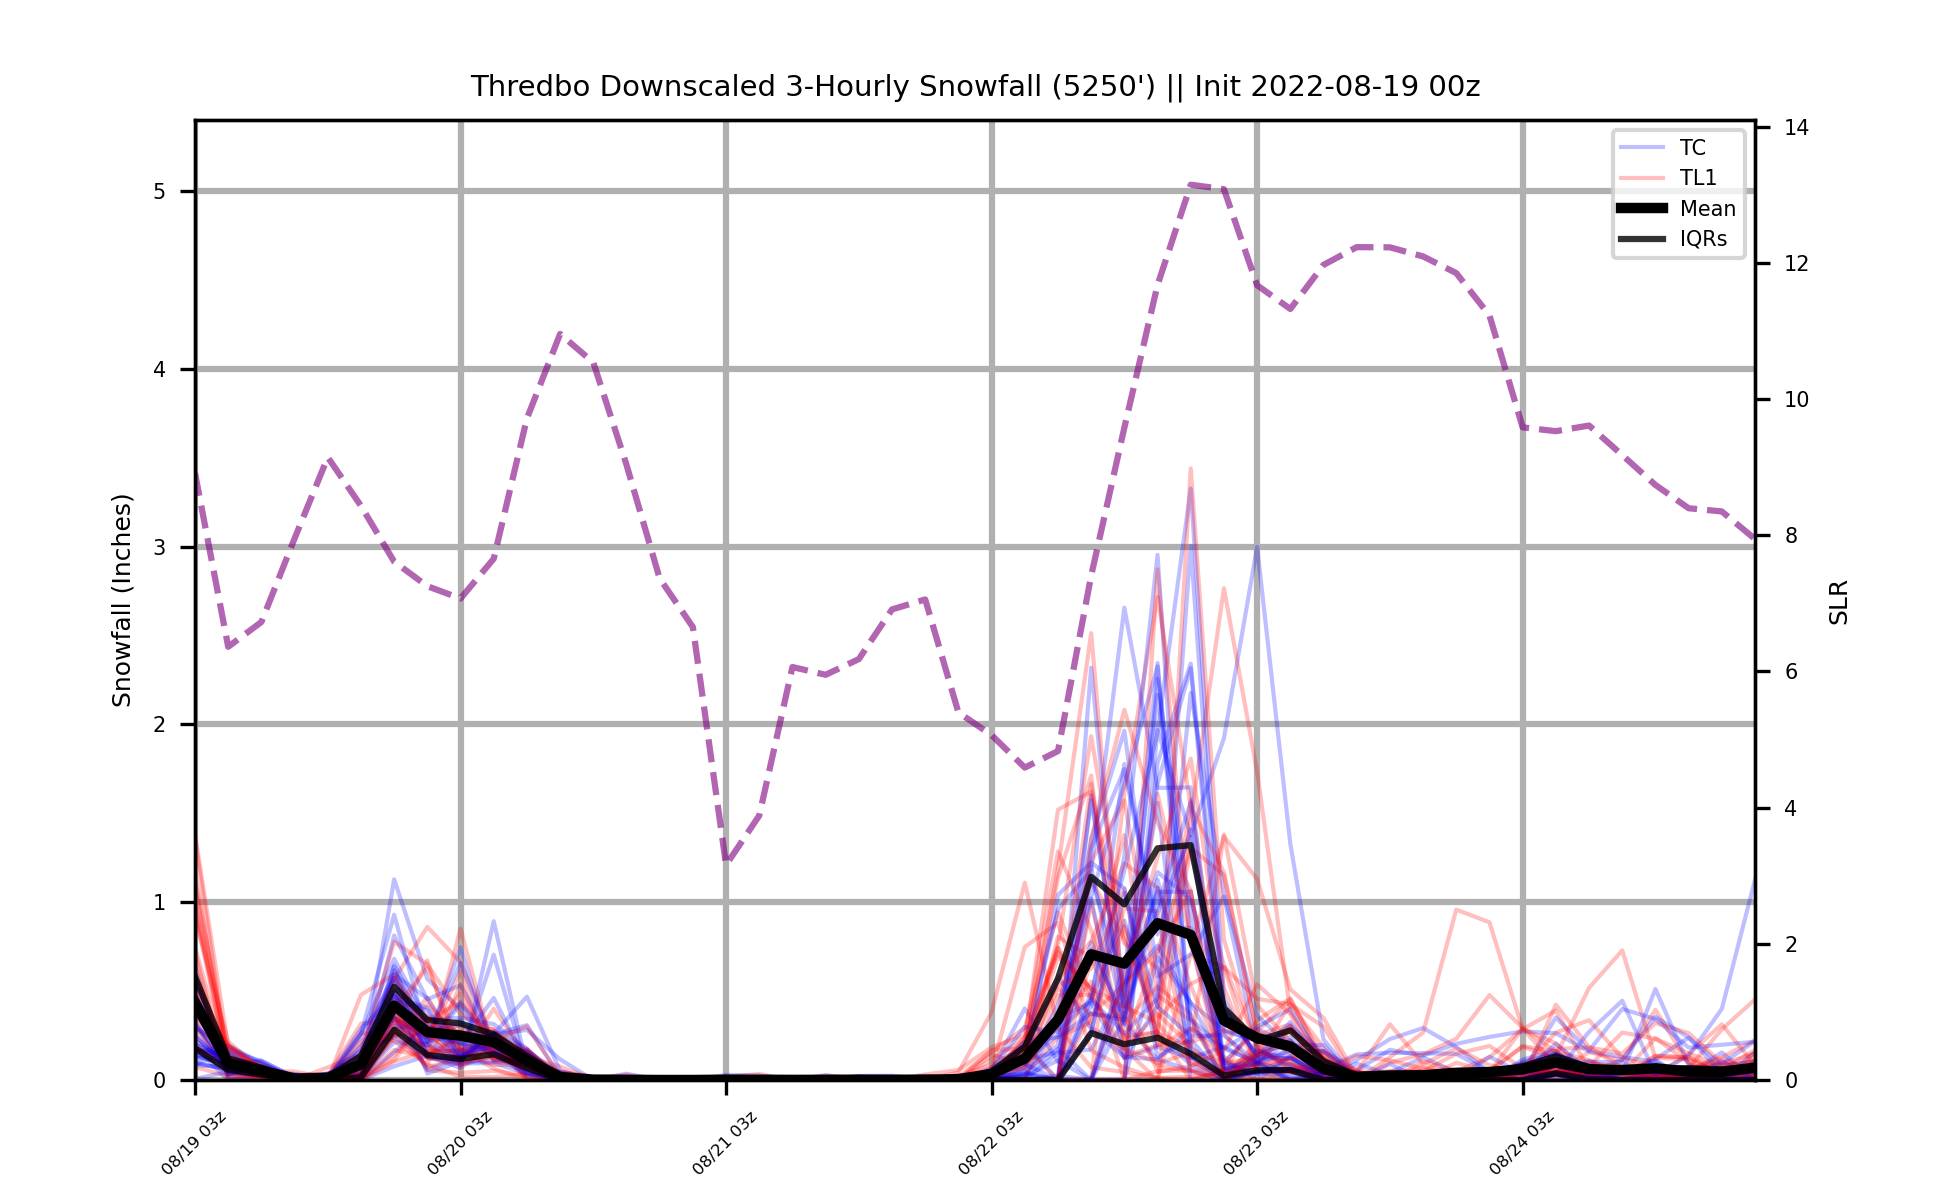 Thredbo Downscaled 3-Hourly Snowfall (5250') || Init 2022-08-19 00z
TC
TL1
Mean
IQRs
Snowfall (Inches)
5
4
3
2
1
0
SLR
14
12
10
8
6
4
2
0
08/19 03z
08/20 03z
08/21 03z
08/22 03z
08/23 03z
08/24 03z